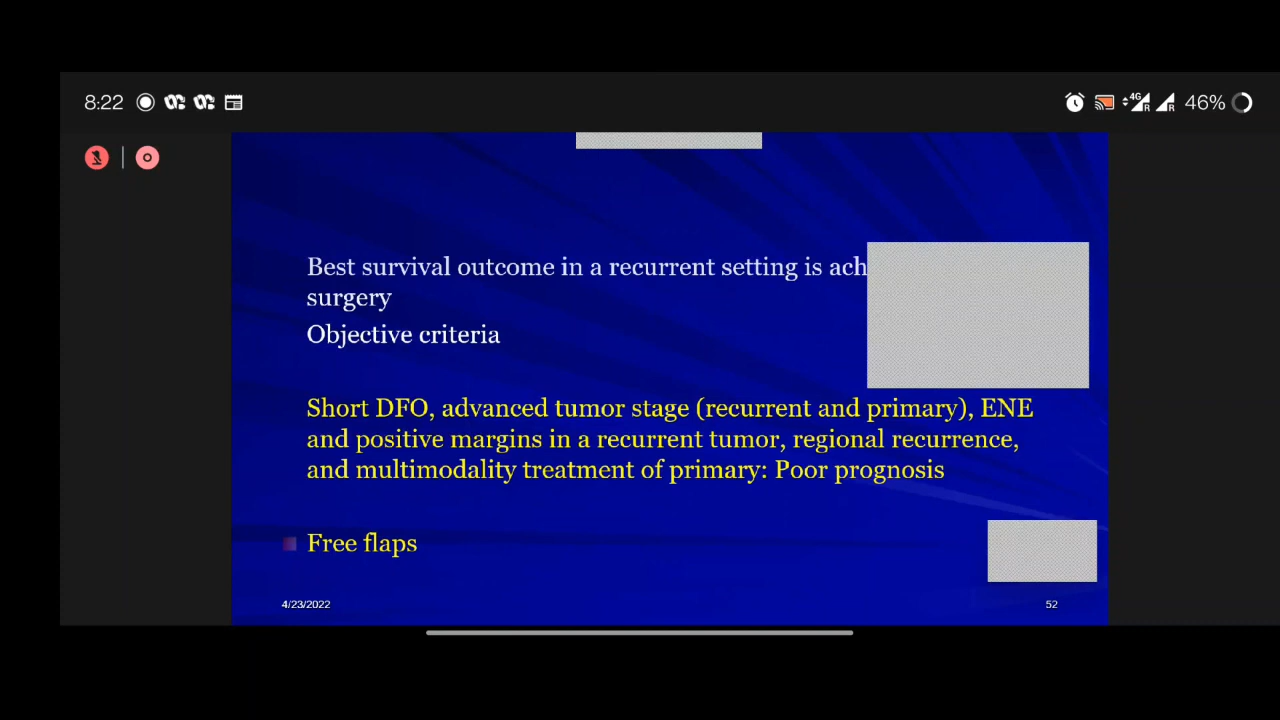 8:22
4G
R
R
46%
Best survival outcome in a recurrent setting is
surgery
Objective criteria
Short DFO, advanced tumor stage (recurrent and primary), ENE
and positive margins in a recurrent tumor, regional recurrence,
and multimodality treatment of primary: Poor prognosis
Free flaps
4/23/2022
52